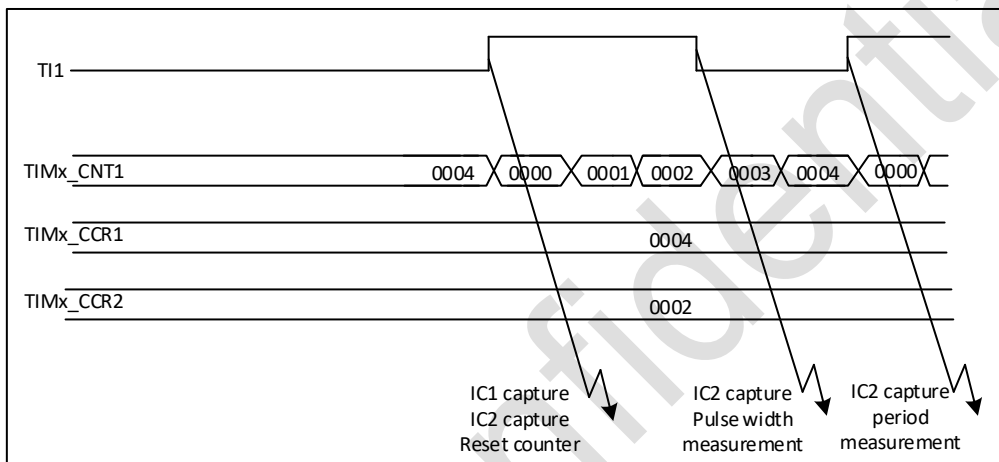 TI1
TIMx_CNT1
0004 0000 0001 0002 0003 0004 0000
TIMx_CCR1
0004
TIMx_CCR2
0002
IC1 capture
IC2 capture
Reset counter
IC2 capture
Pulse width
measurement
IC2 capture
period
measurement